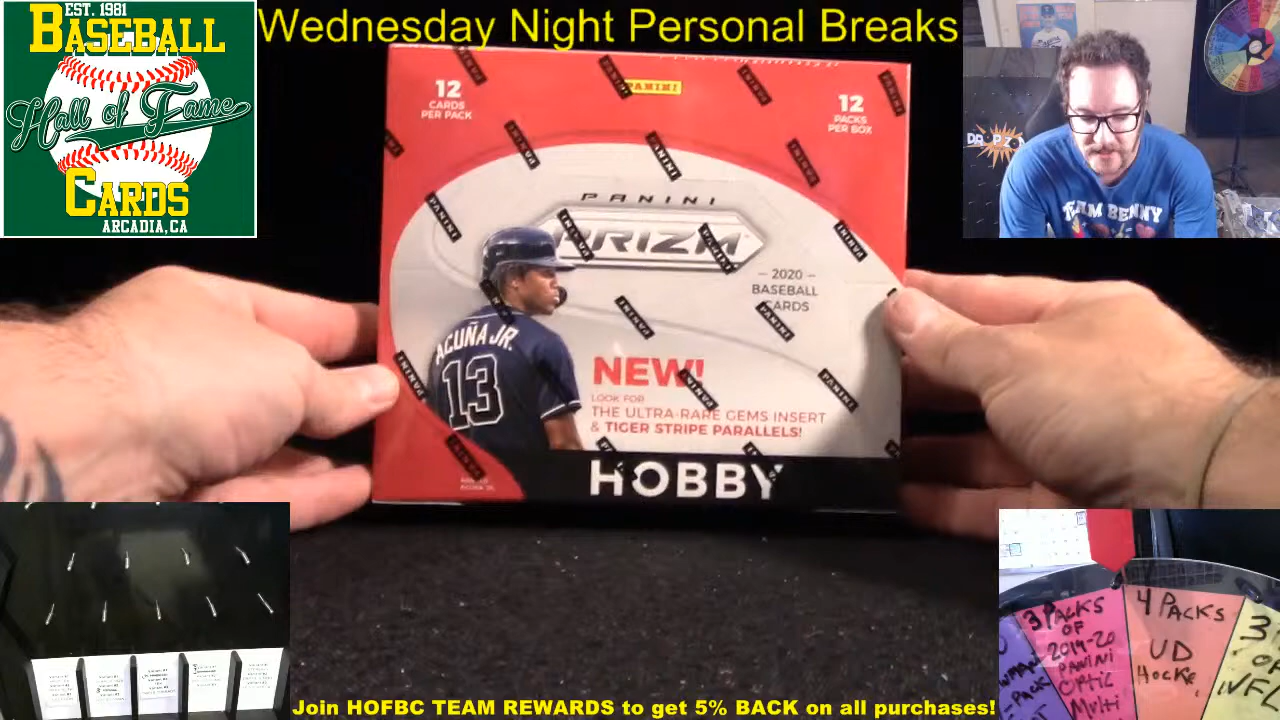 EST. 1981
BASEBALL
Hall of Fame
CARDS
ARCADIA, CA
Wednesday Night Personal Breaks
PANINI
12
CARDS
PER PACK
12
PACKS
PER BOX
PANINI
PRIZM
— 2020 —
BASEBALL
CARDS
ACUÑA JR.
13
NEW!
LOOK FOR
THE ULTRA-RARE GEMS INSERT
& TIGER STRIPE PARALLELS!
HOBBY
TEAM BENNY
3 PACKS
OF
2019-20
PANINI
OPTIC
MULTI
4 PACKS
UD
HOCKE
Join HOFBC TEAM REWARDS to get 5% BACK on all purchases!